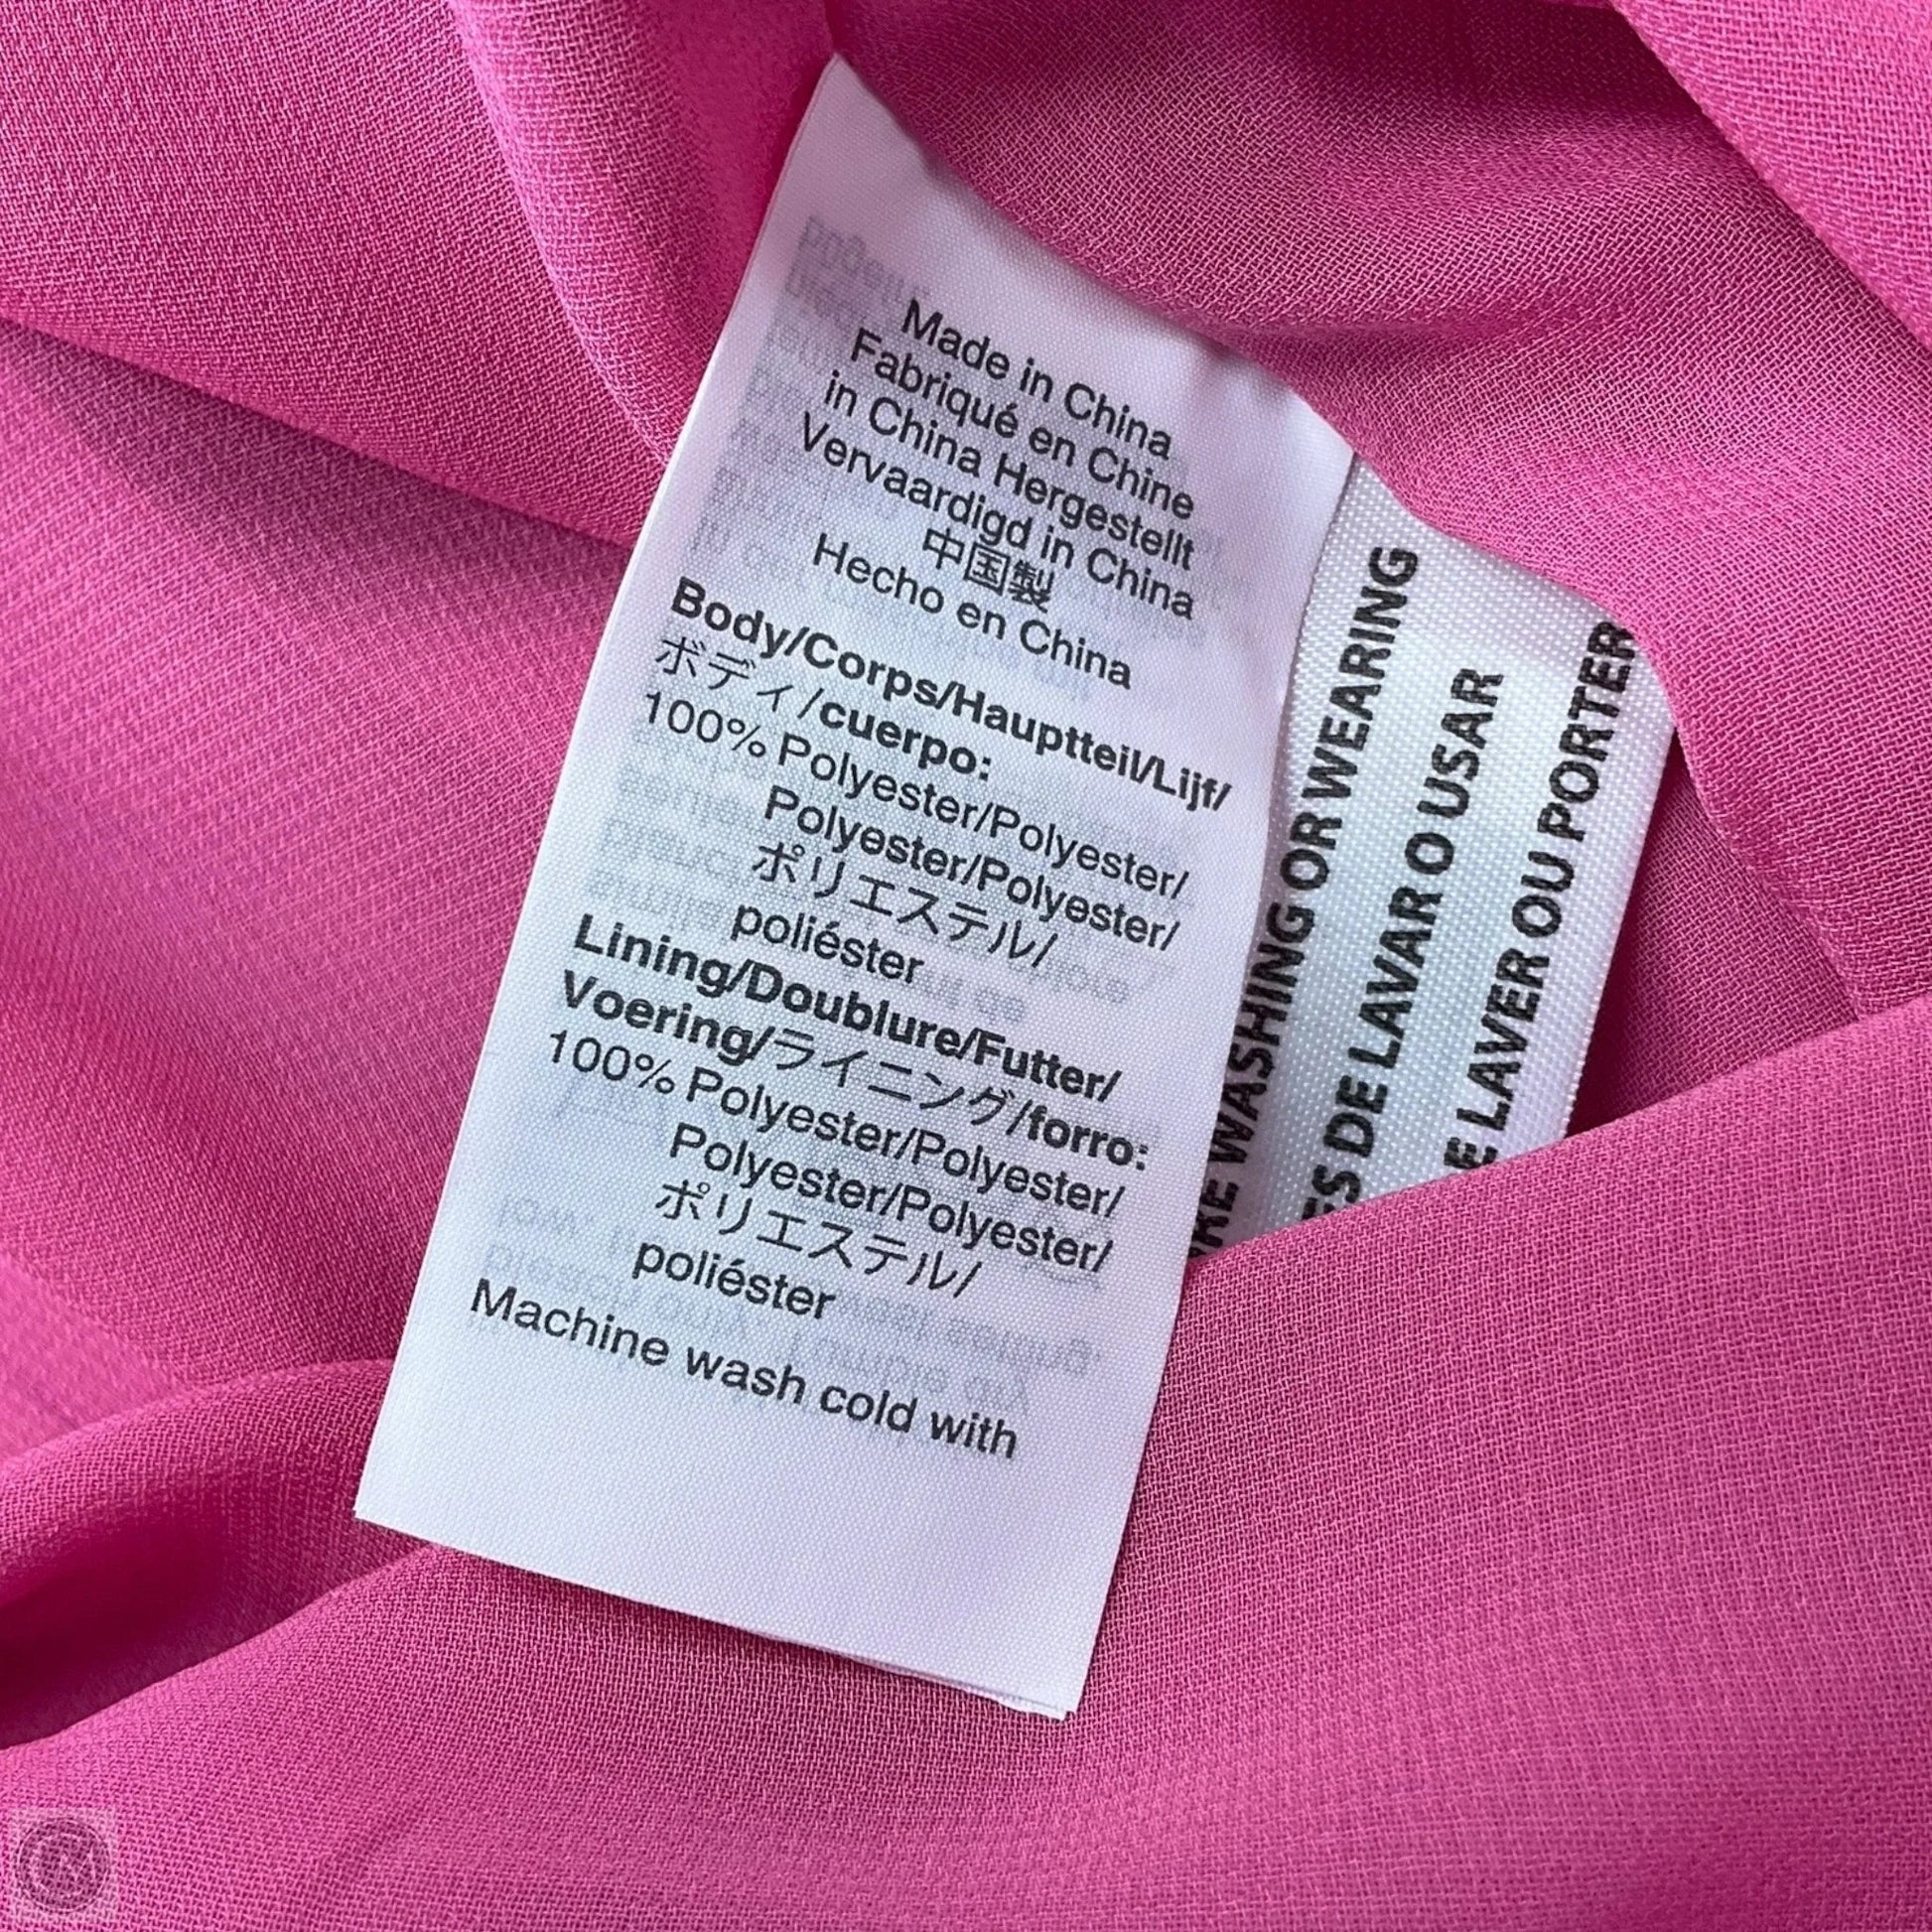 Made in China
Fabriqué en Chine
in China Hergestellt
Vervaardigd in China
中国製
Hecho en China
Body/Corps/Hauptteil/Lijf/
ボディ/cuerpo:
100% Polyester/Polyester/
Polyester/Polyester/
ポリエステル/
poliéster
Lining/Doublure/Futter/
Voering/ライニング/forro:
100% Polyester/Polyester/
Polyester/Polyester/
ポリエステル/
poliéster
Machine wash cold with
WASHING OR WEARING
DE LAVAR O USAR
LAVER OU PORTER